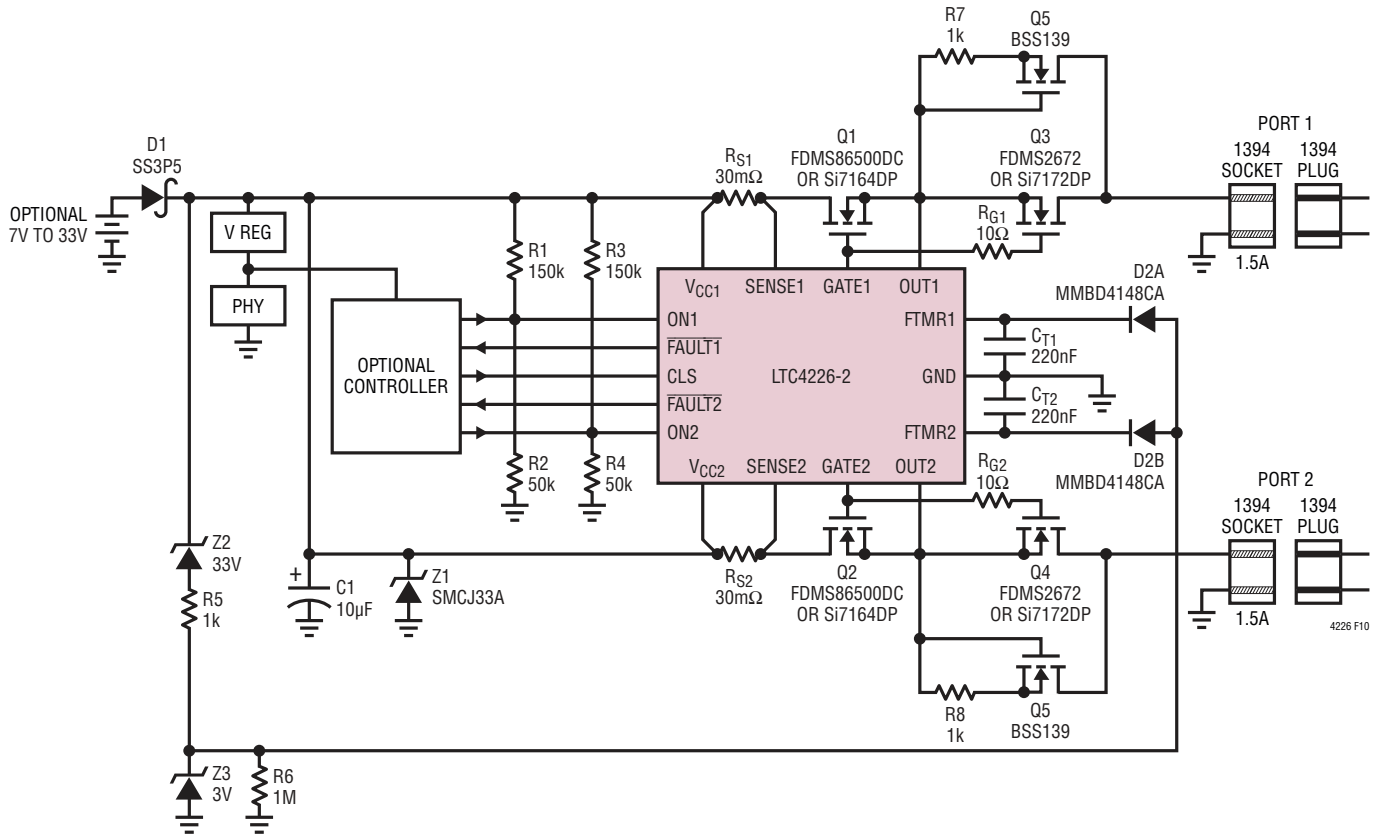 R7
1k
Q5
BSS139
D1
SS3P5
OPTIONAL
7V TO 33V
V REG
PHY
RS1
30mΩ
Q1
FDMS86500DC
OR Si7164DP
Q3
FDMS2672
OR Si7172DP
RG1
10Ω
PORT 1
1394
SOCKET
1394
PLUG
1.5A
R1
150k
R3
150k
OPTIONAL
CONTROLLER
VCC1
SENSE1
GATE1
OUT1
ON1
FAULT1
CLS
FAULT2
ON2
LTC4226-2
FTMR1
GND
FTMR2
VCC2
SENSE2
GATE2
OUT2
D2A
MMBD4148CA
CT1
220nF
CT2
220nF
D2B
MMBD4148CA
R2
50k
R4
50k
RG2
10Ω
PORT 2
1394
SOCKET
1394
PLUG
1.5A
Z2
33V
R5
1k
+
C1
10µF
Z1
SMCJ33A
RS2
30mΩ
Q2
FDMS86500DC
OR Si7164DP
Q4
FDMS2672
OR Si7172DP
4226 F10
R8
1k
Q5
BSS139
Z3
3V
R6
1M